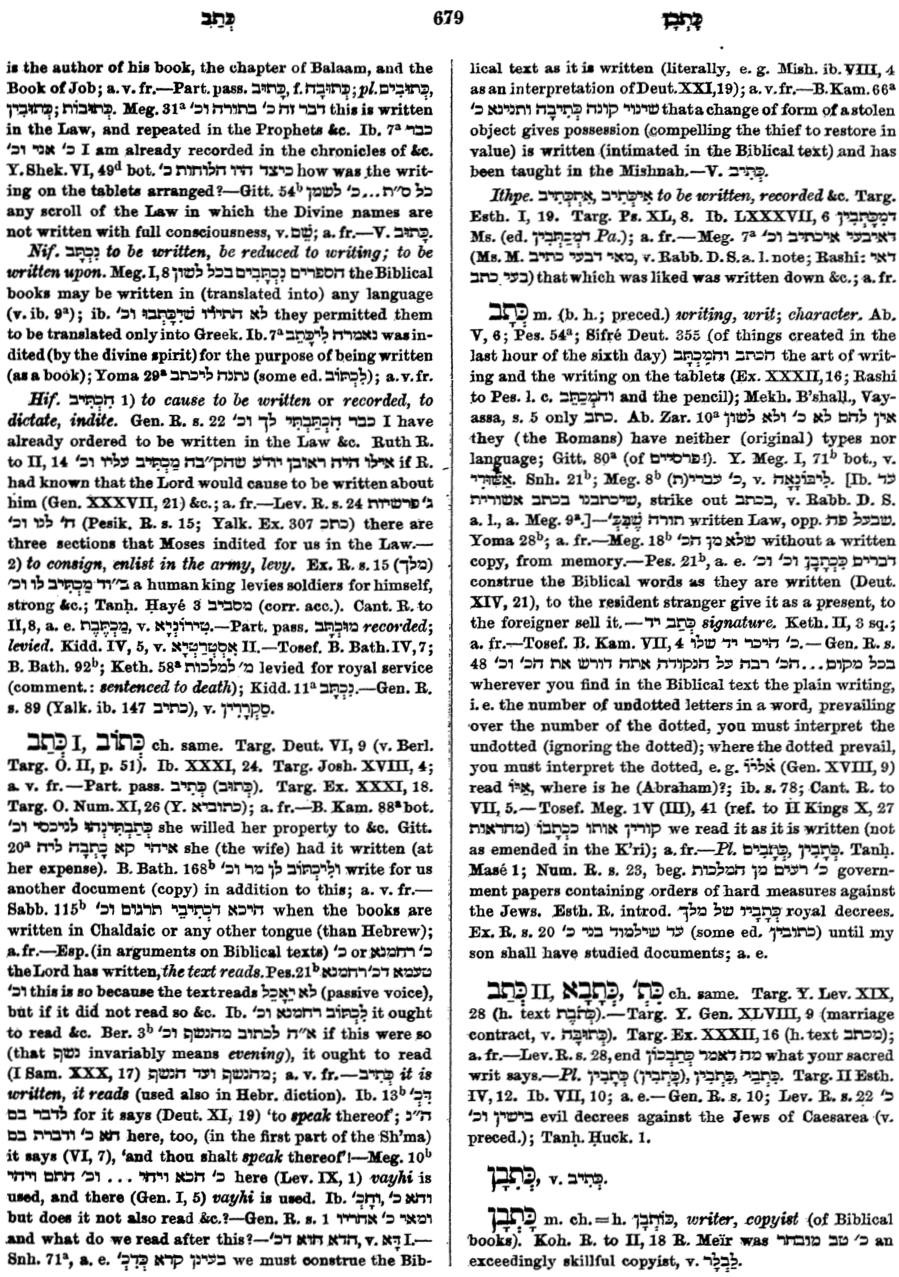 כְּתַב 679 כָּתְבָן
is the author of his book, the chapter of Balaam, and the
Book of Job; a. v. fr.—Part. pass. כָּתוּב, f. כְּתוּבָה; pl. כְּתוּבִים,
כְּתוּבִין; כְּתוּבוֹת. Meg. 31ᵃ דבר זה כ׳ בתורה וכ׳ this is written
in the Law, and repeated in the Prophets &c. Ib. 7ᵃ כבר
כ׳ אני וכ׳ I am already recorded in the chronicles of &c.
Y. Shek. VI, 49ᵈ bot. כיצד היו הלוחות כ׳ how was the writ-
ing on the tablets arranged?—Gitt. 54ᵇ כל ס״ת...כ׳ לשמן
any scroll of the Law in which the Divine names are
not written with full consciousness, v. שֵׁם; a. fr.—V. כָּתוּב.
Nif. נִכְתָּב to be written, be reduced to writing; to be
written upon. Meg. I, 8 הספרים נִכְתָּבִים בכל לשון the Biblical
books may be written in (translated into) any language
(v. ib. 9ᵃ); ib. לא התירו שֶׁיִּכָּתְבוּ וכ׳ they permitted them
to be translated only into Greek. Ib. 7ᵃ נאמרה לִיכָּתֵב was in-
dited (by the divine spirit) for the purpose of being written
(as a book); Yoma 29ᵃ נתנה ליכתב (some ed. לִכְתּוֹב); a. v. fr.
Hif. הִכְתִּיב 1) to cause to be written or recorded, to
dictate, indite. Gen. R. s. 22 כבר הִכְתַּבְתִּי לך וכ׳ I have
already ordered to be written in the Law &c. Ruth R.
to II, 14 אילו היה ראובן יודע שהק״בה מַכְתִּיב עליו וכ׳ if R.
had known that the Lord would cause to be written about
him (Gen. XXXVII, 21) &c.; a. fr.—Lev. R. s. 24 ג׳ פרשיות
ה׳ לנו וכ׳ (Pesik. R. s. 15; Yalk. Ex. 307 כתב) there are
three sections that Moses indited for us in the Law.—
2) to consign, enlist in the army, levy. Ex. R. s. 15 (מלך)
ב״וד מַכְתִּיב לו וכ׳ a human king levies soldiers for himself,
strong &c.; Tanḥ. Ḥayé 3 מסביב (corr. acc.). Cant. R. to
II, 8, a. e. מַכְתֶּבֶת, v. טִירוֹנְיָא.—Part. pass. מוּכְתָּב recorded;
levied. Kidd. IV, 5, v. אִסְטְרַטְיָא II.—Tosef. B. Bath. IV, 7;
B. Bath. 92ᵇ; Keth. 58ᵃ מ׳ למלכות levied for royal service
(comment.: sentenced to death); Kidd. 11ᵃ נִכְתָּב.—Gen. R.
s. 89 (Yalk. ib. 147 כתיב), v. סַקְרָדִין.
כְּתַב I, כְּתוֹב ch. same. Targ. Deut. VI, 9 (v. Berl.
Targ. O. II, p. 51). Ib. XXXI, 24. Targ. Josh. XVIII, 4;
a. v. fr.—Part. pass. כְּתִיב (כְּתוּב). Targ. Ex. XXXI, 18.
Targ. O. Num. XI, 26 (Y. כתוביא); a. fr.—B. Kam. 88ᵃ bot.
כְּתַבְתִּינְהוּ לניכסי וכ׳ she willed her property to &c. Gitt.
20ᵃ איהי קא כָּתְבָה ליה she (the wife) had it written (at
her expense). B. Bath. 168ᵇ וְלִיכְתּוֹב לן מר וכ׳ write for us
another document (copy) in addition to this; a. v. fr.—
Sabb. 115ᵇ היכא דִכְתִיבֵי תרגום וכ׳ when the books are
written in Chaldaic or any other tongue (than Hebrew);
a. fr.—Esp. (in arguments on Biblical texts) כ׳ or כ׳ רחמנא
the Lord has written, the text reads. Pes. 21ᵇ טעמא דכ׳ רחמנא
וכ׳ this is so because the text reads לֹא יֵאָכֵל (passive voice),
but if it did not read so &c. Ib. לִכְתּוֹב רחמנא וכ׳ it ought
to read &c. Ber. 3ᵇ א״ה לכתוב מהנשף וכ׳ if this were so
(that נשף invariably means evening), it ought to read
(I Sam. XXX, 17) מהנשף ועד הנשף; a. v. fr.—כְּתִיב it is
written, it reads (used also in Hebr. diction). Ib. 13ᵇ דִּכְ׳
לדבר בם for it says (Deut. XI, 19) ‘to speak thereof’; ה״נ
הא כ׳ ודברת בם here, too, (in the first part of the Sh’ma)
it says (VI, 7), ‘and thou shalt speak thereof’!—Meg. 10ᵇ
כ׳ הכא ויהי ... וכ׳ התם ויהי here (Lev. IX, 1) vayhi is
used, and there (Gen. I, 5) vayhi is used. Ib. והא כ׳, וְהָכְ׳
but does it not also read &c.?—Gen. R. s. 1 ומאי כ׳ אחריו
and what do we read after this?—הדא הוא דכ׳, v. דָּא I.—
Snh. 71ᵃ, a. e. בעינן קרא כְּדִכְ׳ we must construe the Bib-
lical text as it is written (literally, e. g. Mish. ib. VIII, 4
as an interpretation of Deut. XXI, 19); a. v. fr.—B. Kam. 66ᵃ
שינוי קונה כְּתִיבָה ותנינא כ׳ that a change of form of a stolen
object gives possession (compelling the thief to restore in
value) is written (intimated in the Biblical text) and has
been taught in the Mishnah.—V. כְּתִיב.
Ithpe. אִתְכְּתִיב, אִיכְּתִיב to be written, recorded &c. Targ.
Esth. I, 19. Targ. Ps. XL, 8. Ib. LXXXVII, 6 דמִכַּתְבִין
Ms. (ed. דמְכַתְּבִין Pa.); a. fr.—Meg. 7ᵃ דאיבעי איכתיב וכ׳
(Ms. M. מאי דבעי כתיב, v. Rabb. D. S. a. l. note; Rashi: דאי
בעי כתב) that which was liked was written down &c.; a. fr.
כְּתָב m. (b. h.; preced.) writing, writ; character. Ab.
V, 6; Pes. 54ᵃ; Sifré Deut. 355 (of things created in the
last hour of the sixth day) הכתב והמִכְתָּב the art of writ-
ing and the writing on the tablets (Ex. XXXII, 16; Rashi
to Pes. l. c. והמַכְתֵּב and the pencil); Mekh. B’shall., Vay-
assa, s. 5 only כתב. Ab. Zar. 10ᵃ אין להם לא כ׳ ולא לשון
they (the Romans) have neither (original) types nor
language; Gitt. 80ᵃ (of פרסיים!). Y. Meg. I, 71ᵇ bot., v.
אַשּׁוּרִי. Snh. 21ᵇ; Meg. 8ᵇ כ׳ עברי(ת), v. לִיבּוֹנָאָה. [Ib. עד
שיכתבנו בכתב אשורית, strike out בכתב, v. Rabb. D. S.
a. l., a. Meg. 9ᵃ.]—תורה שֶׁבִּכְ׳ written Law, opp. שבעל פה.
Yoma 28ᵇ; a. fr.—Meg. 18ᵇ שלא מן הכ׳ without a written
copy, from memory.—Pes. 21ᵇ, a. e. דברים כִּכְתָבָן וכ׳ וכ׳
construe the Biblical words as they are written (Deut.
XIV, 21), to the resident stranger give it as a present, to
the foreigner sell it.—כְּתַב יד signature. Keth. II, 3 sq.;
a. fr.—Tosef. B. Kam. VII, 4 כ׳ היכר יד שלו.—Gen. R. s.
48 בכל מקום...הכ׳ רבה על הנקודה אתה דורש את הכ׳ וכ׳
wherever you find in the Biblical text the plain writing,
i. e. the number of undotted letters in a word, prevailing
over the number of the dotted, you must interpret the
undotted (ignoring the dotted); where the dotted prevail,
you must interpret the dotted, e. g. אליו (Gen. XVIII, 9)
read אַיּוֹ, where is he (Abraham)?; ib. s. 78; Cant. R. to
VII, 5.—Tosef. Meg. IV (III), 41 (ref. to II Kings X, 27
מחראות) קורין אותו ככְתָבוֹ we read it as it is written (not
as emended in the K’ri); a. fr.—Pl. כְּתָבִים, כְּתָבִין. Tanḥ.
Masé 1; Num. R. s. 23, beg. כ׳ רעים מן המלכות govern-
ment papers containing orders of hard measures against
the Jews. Esth. R. introd. כְּתָבָיו של מלך royal decrees.
Ex. R. s. 20 עד שילמוד בני כ׳ (some ed. כתובין) until my
son shall have studied documents; a. e.
כְּתַב II, כְּתָבָא, כְּתָ׳ ch. same. Targ. Y. Lev. XIX,
28 (h. text כְּתֹבֶת).—Targ. Y. Gen. XLVIII, 9 (marriage
contract, v. כְּתוּבָּה). Targ. Ex. XXXII, 16 (h. text מכתב);
a. fr.—Lev. R. s. 28, end מה דאמר כְּתַבְכוֹן what your sacred
writ says.—Pl. כְּתָבֵי, כְּתָבִין, (כְּתָבִין) כְּתָבִין. Targ. II Esth.
IV, 12. Ib. VII, 10; a. e.—Gen. R. s. 10; Lev. R. s. 22 כ׳
בישין וכ׳ evil decrees against the Jews of Caesarea (v.
preced.); Tanḥ. Ḥuck. 1.
כְּתִבָן, v. כְּתִיב.
כָּתְבָן m. ch.=h. כּוֹתְבָן, writer, copyist (of Biblical
books). Koh. R. to II, 18 R. Meïr was כ׳ טב מובחר an
exceedingly skillful copyist, v. לַבְלָר.